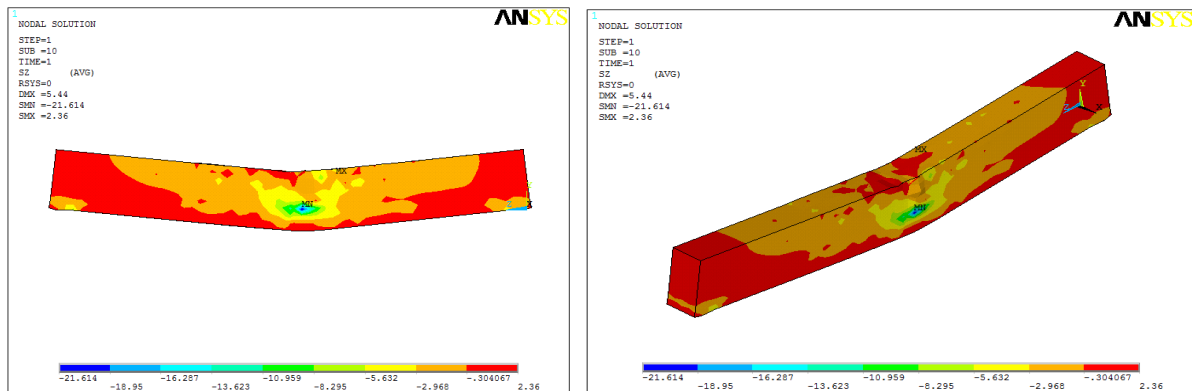 1
ANSYS
NODAL SOLUTION
STEP=1
SUB =10
TIME=1
SZ (AVG)
RSYS=0
DMX =5.44
SMN =-21.614
SMX =2.36
MX
MN
Z X
-21.614 -16.287 -10.959 -5.632 -.304067
-18.95 -13.623 -8.295 -2.968 2.36
1
ANSYS
NODAL SOLUTION
STEP=1
SUB =10
TIME=1
SZ (AVG)
RSYS=0
DMX =5.44
SMN =-21.614
SMX =2.36
Y
Z X
MX
MN
-21.614 -16.287 -10.959 -5.632 -.304067
-18.95 -13.623 -8.295 -2.968 2.36